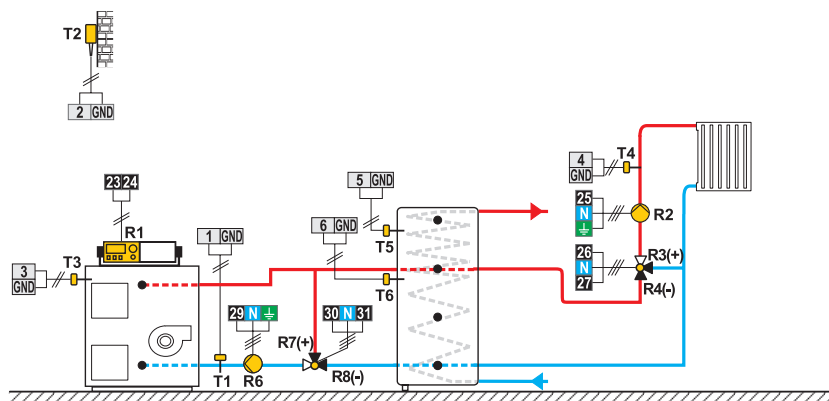 T2
2 GND
4
GND
T4
5 GND
23 24
25
N
R2
6 GND
1 GND
R1
T5
26
N
27
R3(+)
R4(-)
3
GND
T3
T6
29 N
30 N 31
R7(+)
T1
R6
R8(-)